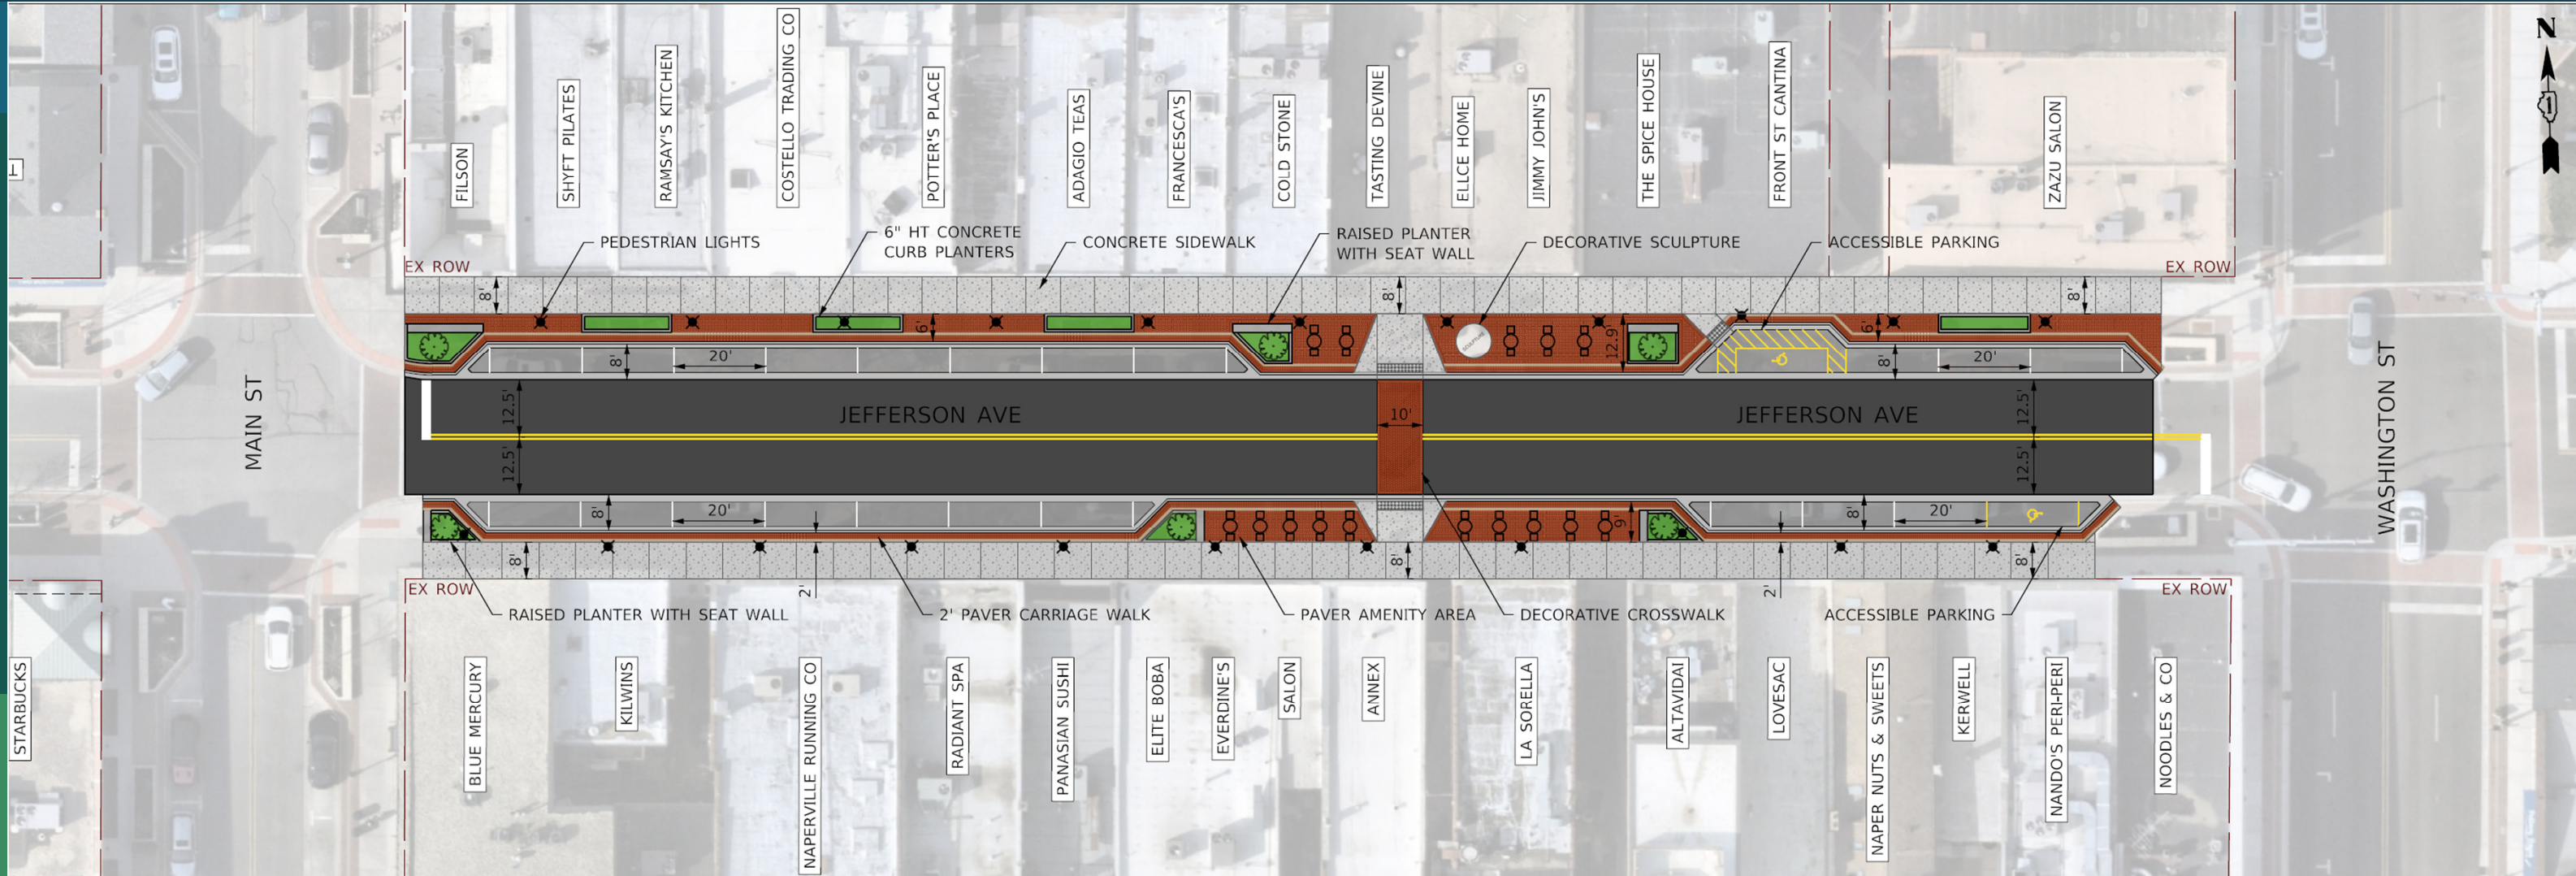 N
1
FILSON
SHYFT PILATES
RAMSAY'S KITCHEN
COSTELLO TRADING CO
POTTER'S PLACE
ADAGIO TEAS
FRANCESCA'S
COLD STONE
TASTING DEVINE
ELLCE HOME
JIMMY JOHN'S
THE SPICE HOUSE
FRONT ST CANTINA
ZAZU SALON
PEDESTRIAN LIGHTS
6" HT CONCRETE
CURB PLANTERS
CONCRETE SIDEWALK
RAISED PLANTER
WITH SEAT WALL
DECORATIVE SCULPTURE
ACCESSIBLE PARKING
EX ROW
EX ROW
8'
8'
8'
6'
SCULPTURE
12.9'
6'
8'
20'
8'
20'
MAIN ST
12.5'
JEFFERSON AVE
10'
JEFFERSON AVE
12.5'
WASHINGTON ST
12.5'
12.5'
8'
20'
9'
8'
20'
8'
2'
8'
2'
8'
EX ROW
EX ROW
RAISED PLANTER WITH SEAT WALL
2' PAVER CARRIAGE WALK
PAVER AMENITY AREA
DECORATIVE CROSSWALK
ACCESSIBLE PARKING
STARBUCKS
BLUE MERCURY
KILWINS
NAPERVILLE RUNNING CO
RADIANT SPA
PANASIAN SUSHI
ELITE BOBA
EVERDINE'S
SALON
ANNEX
LA SORELLA
ALTAVIDAI
LOVESAC
NAPER NUTS & SWEETS
KERWELL
NANDO'S PERI-PERI
NOODLES & CO